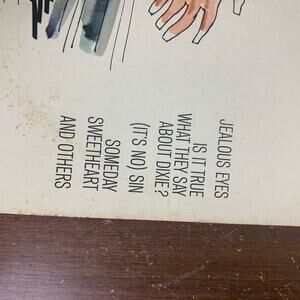 JEALOUS EYES
IS IT TRUE
WHAT THEY SAY
ABOUT DIXIE?
(IT'S NO) SIN
SOMEDAY
SWEETHEART
AND OTHERS